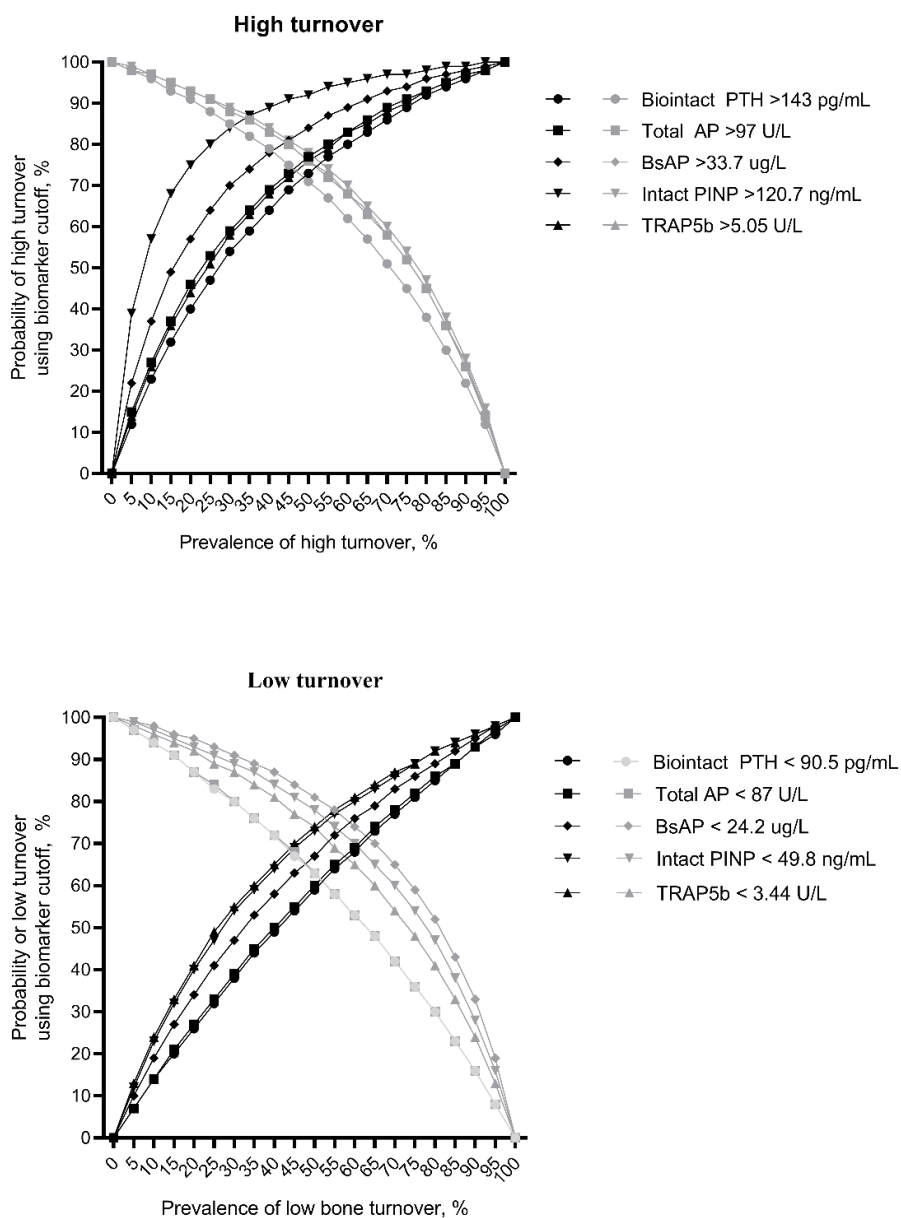 High turnover
Probability of high turnover
using biomarker cutoff, %
100
90
80
70
60
50
40
30
20
10
0
0 5 10 15 20 25 30 35 40 45 50 55 60 65 70 75 80 85 90 95 100
Prevalence of high turnover, %
Biointact PTH >143 pg/mL
Total AP >97 U/L
BsAP >33.7 ug/L
Intact PINP >120.7 ng/mL
TRAP5b >5.05 U/L
Low turnover
Probability or low turnover
using biomarker cutoff, %
100
90
80
70
60
50
40
30
20
10
0
0 5 10 15 20 25 30 35 40 45 50 55 60 65 70 75 80 85 90 95 100
Prevalence of low bone turnover, %
Biointact PTH < 90.5 pg/mL
Total AP < 87 U/L
BsAP < 24.2 ug/L
Intact PINP < 49.8 ng/mL
TRAP5b < 3.44 U/L